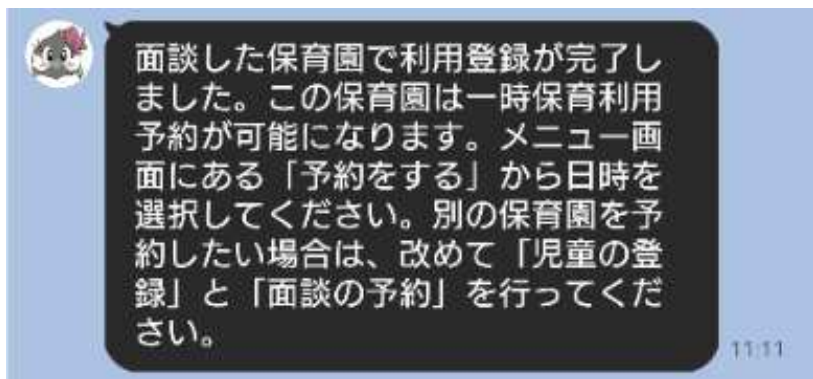 面談した保育園で利用登録が完了し
ました。この保育園は一時保育利用
予約が可能になります。メニュー画
面にある「予約をする」から日時を
選択してください。別の保育園を予
約したい場合は、改めて「児童の登
録」と「面談の予約」を行ってくだ
さい。
11:11